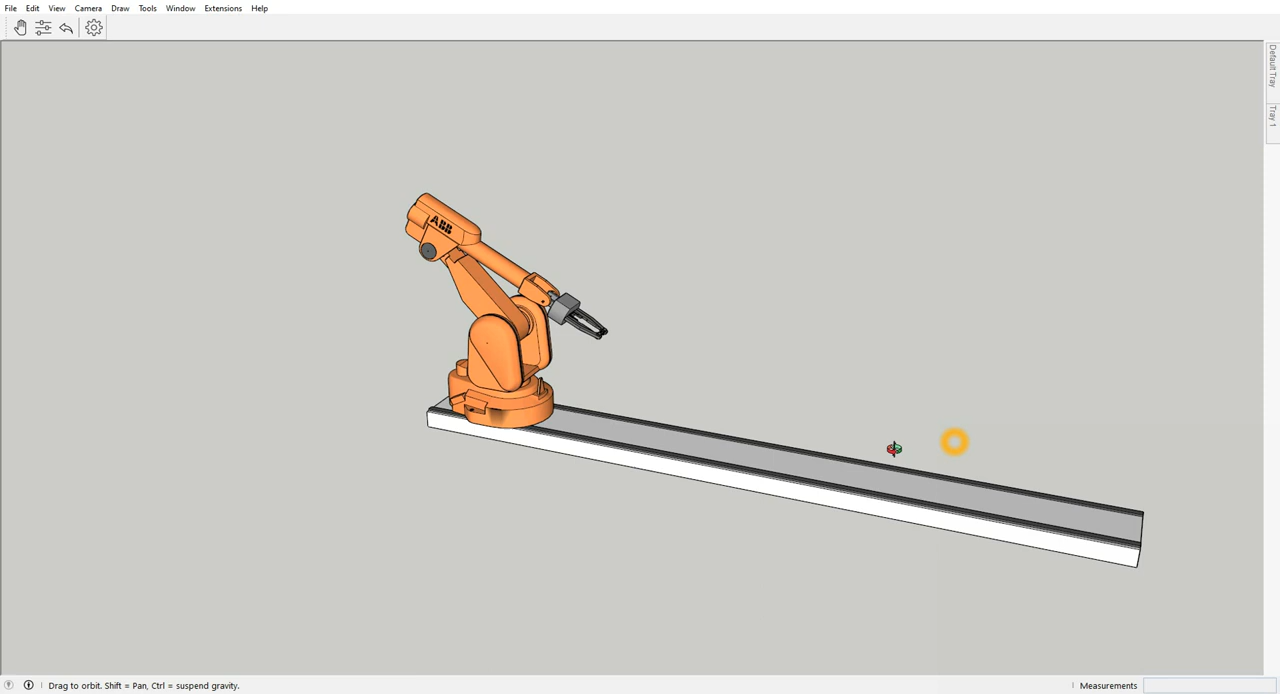 File Edit View Camera Draw Tools Window Extensions Help
Default Tray
Tray 1
ABB
Drag to orbit. Shift = Pan, Ctrl = suspend gravity.
Measurements